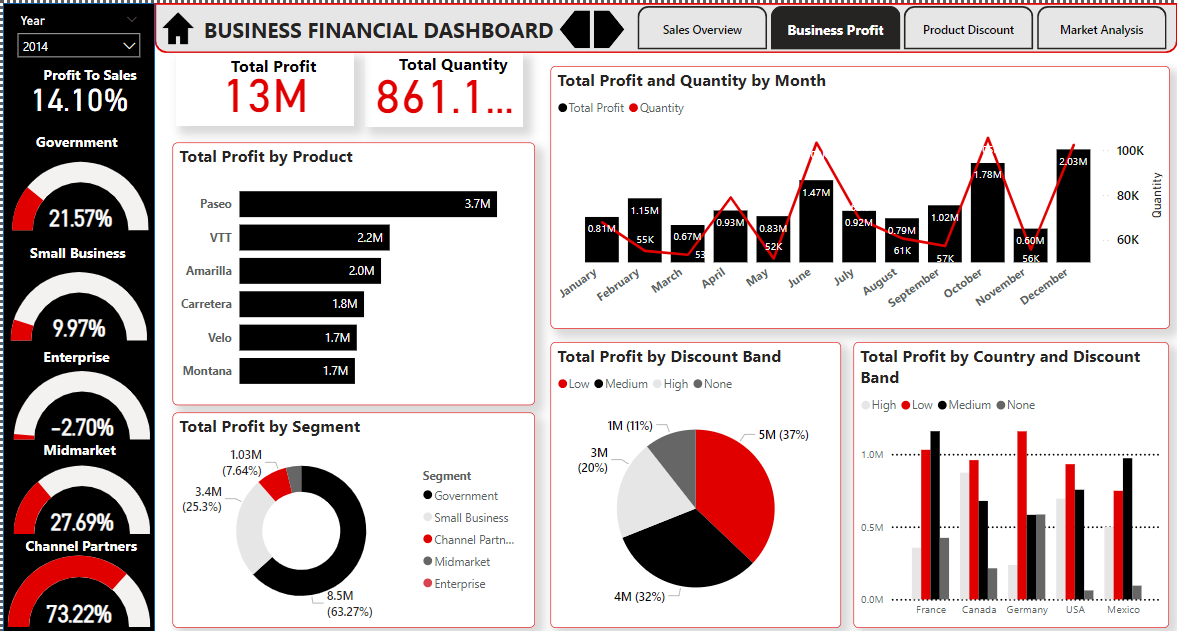 Year
2014
Profit To Sales
14.10%
Government
21.57%
Small Business
9.97%
Enterprise
-2.70%
Midmarket
27.69%
Channel Partners
73.22%
BUSINESS FINANCIAL DASHBOARD
Sales Overview
Business Profit
Product Discount
Market Analysis
Total Profit
13M
Total Quantity
861.1...
Total Profit by Product
Paseo 3.7M
VTT 2.2M
Amarilla 2.0M
Carretera 1.8M
Velo 1.7M
Montana 1.7M
Total Profit by Segment
1.03M
(7.64%)
3.4M
(25.3%)
8.5M
(63.27%)
Segment
Government
Small Business
Channel Partn...
Midmarket
Enterprise
Total Profit and Quantity by Month
Total Profit Quantity
100K
80K
60K
Quantity
0.81M
1.15M
55K
0.67M
53
0.93M
0.83M
52K
1.47M
0.92M
0.79M
61K
1.02M
57K
1.78M
0.60M
56K
2.03M
January February March April May June July August September October November December
Total Profit by Discount Band
Low Medium High None
1M (11%)
5M (37%)
3M
(20%)
4M (32%)
Total Profit by Country and Discount
Band
High Low Medium None
1.0M
0.5M
0.0M
France Canada Germany USA Mexico